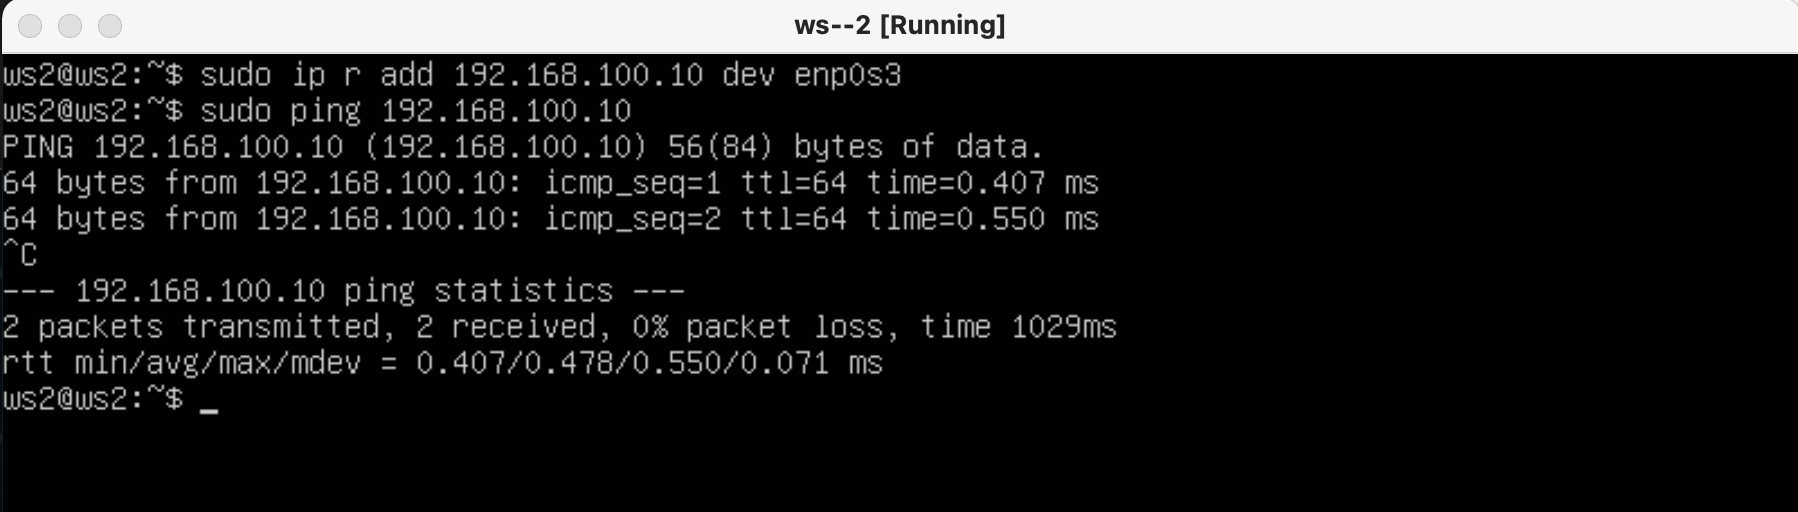 ws--2 [Running]
ws2@ws2:~$ sudo ip r add 192.168.100.10 dev enp0s3
ws2@ws2:~$ sudo ping 192.168.100.10
PING 192.168.100.10 (192.168.100.10) 56(84) bytes of data.
64 bytes from 192.168.100.10: icmp_seq=1 ttl=64 time=0.407 ms
64 bytes from 192.168.100.10: icmp_seq=2 ttl=64 time=0.550 ms
^C
--- 192.168.100.10 ping statistics ---
2 packets transmitted, 2 received, 0% packet loss, time 1029ms
rtt min/avg/max/mdev = 0.407/0.478/0.550/0.071 ms
ws2@ws2:~$ _